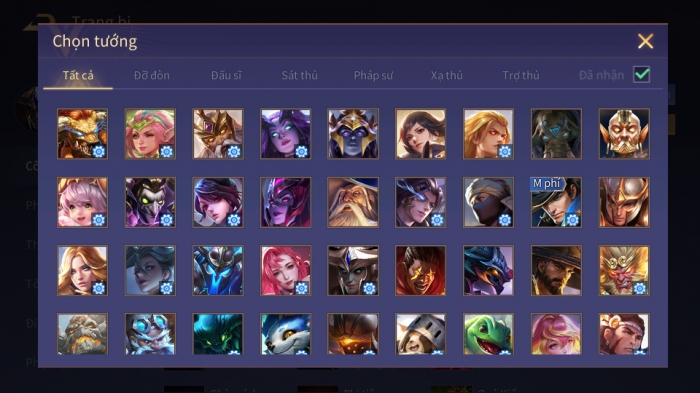 Trang bị
Chọn tướng
Tất cả Đỡ đòn Đấu sĩ Sát thủ Pháp sư Xạ thủ Trợ thủ Đã nhận
M phí